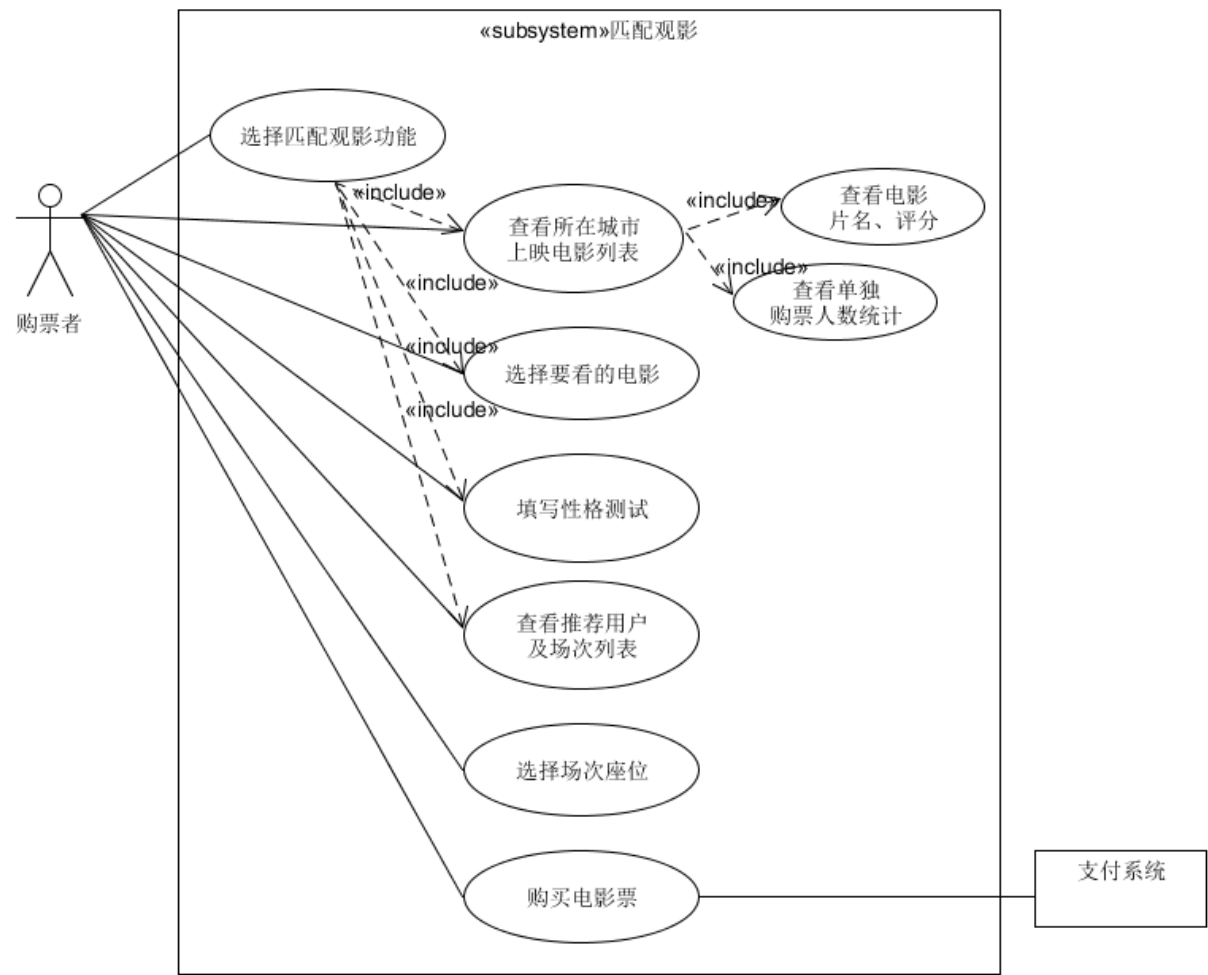 «subsystem»匹配观影
选择匹配观影功能
«include»
查看所在城市
上映电影列表
«include»
查看电影
片名、评分
«include»
查看单独
购票人数统计
购票者
«include»
«include»
选择要看的电影
«include»
填写性格测试
查看推荐用户
及场次列表
选择场次座位
购买电影票
支付系统